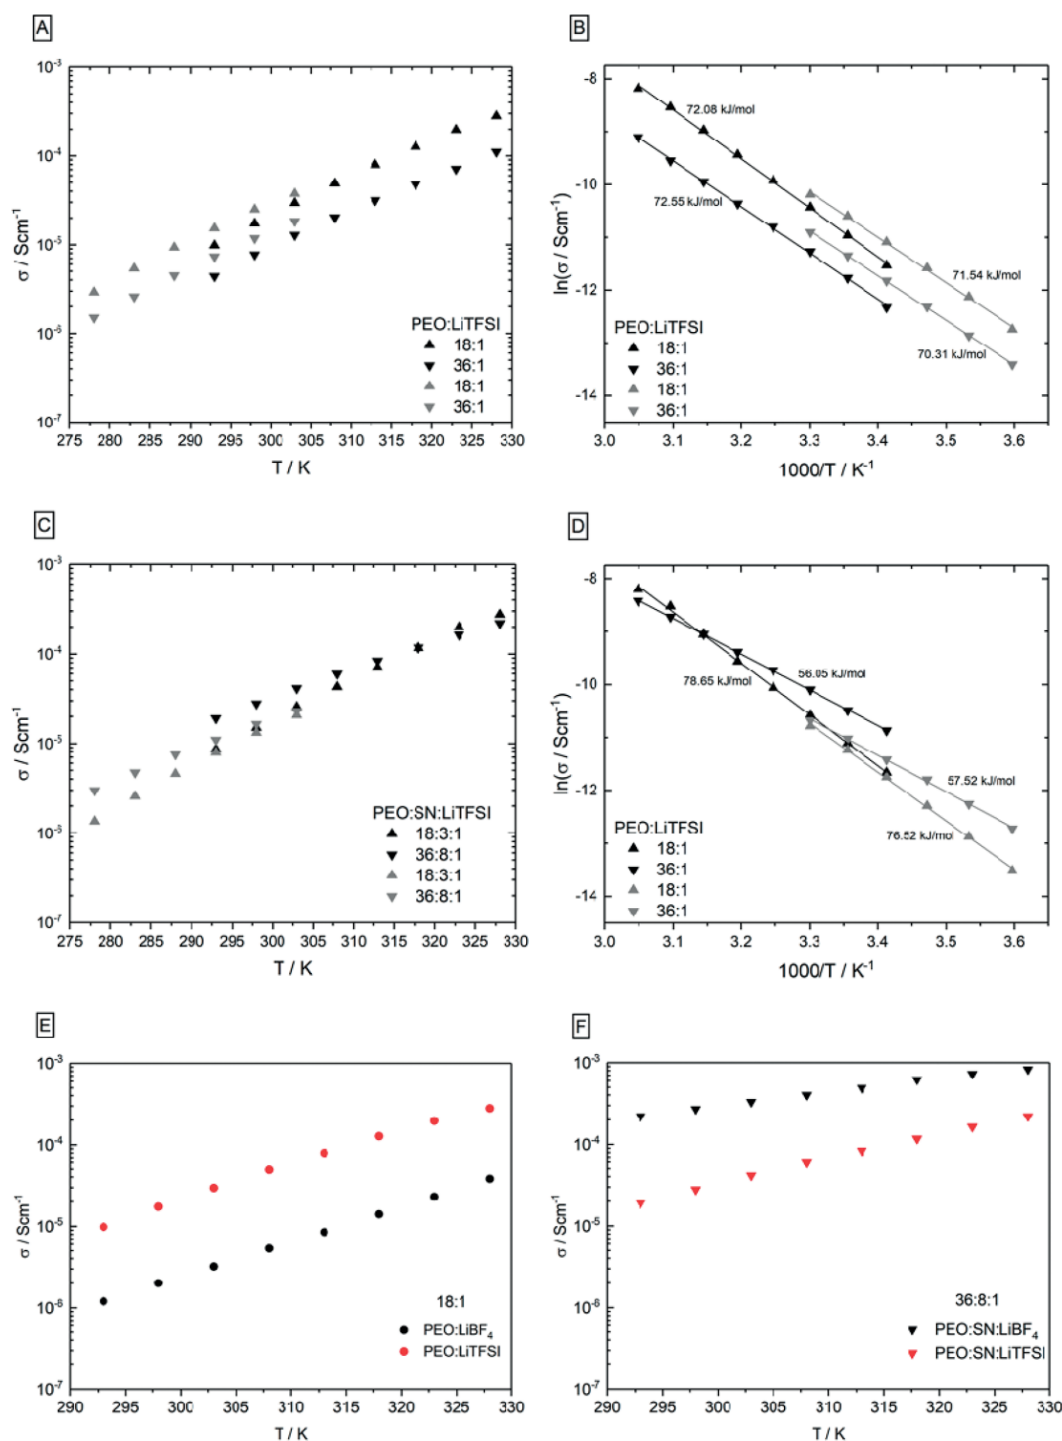 A
10⁻³
10⁻⁴
10⁻⁵
10⁻⁶
10⁻⁷
σ / Scm⁻¹
275 280 285 290 295 300 305 310 315 320 325 330
T / K
PEO:LiTFSI
18:1
36:1
18:1
36:1
B
-8
-10
-12
-14
ln(σ / Scm⁻¹)
72.08 kJ/mol
72.55 kJ/mol
71.54 kJ/mol
70.31 kJ/mol
PEO:LiTFSI
18:1
36:1
18:1
36:1
3.0 3.1 3.2 3.3 3.4 3.5 3.6
1000/T / K⁻¹
C
10⁻³
10⁻⁴
10⁻⁵
10⁻⁶
10⁻⁷
σ / Scm⁻¹
PEO:SN:LiTFSI
18:3:1
36:8:1
18:3:1
36:8:1
275 280 285 290 295 300 305 310 315 320 325 330
T / K
D
-8
-10
-12
-14
ln(σ / Scm⁻¹)
78.65 kJ/mol
56.05 kJ/mol
57.52 kJ/mol
76.52 kJ/mol
PEO:LiTFSI
18:1
36:1
18:1
36:1
3.0 3.1 3.2 3.3 3.4 3.5 3.6
1000/T / K⁻¹
E
10⁻³
10⁻⁴
10⁻⁵
10⁻⁶
10⁻⁷
σ / Scm⁻¹
18:1
PEO:LiBF₄
PEO:LiTFSI
290 295 300 305 310 315 320 325 330
T / K
F
10⁻³
10⁻⁴
10⁻⁵
10⁻⁶
10⁻⁷
σ / Scm⁻¹
36:8:1
PEO:SN:LiBF₄
PEO:SN:LiTFSI
290 295 300 305 310 315 320 325 330
T / K